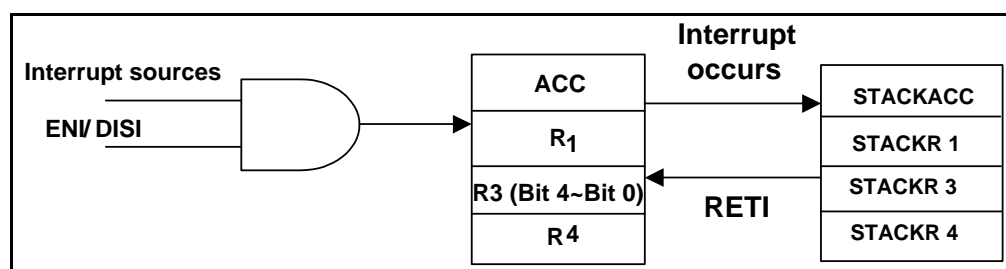 Interrupt sources
ENI/ DISI
ACC
R1
R3 (Bit 4~Bit 0)
R4
Interrupt
occurs
RETI
STACKACC
STACKR 1
STACKR 3
STACKR 4